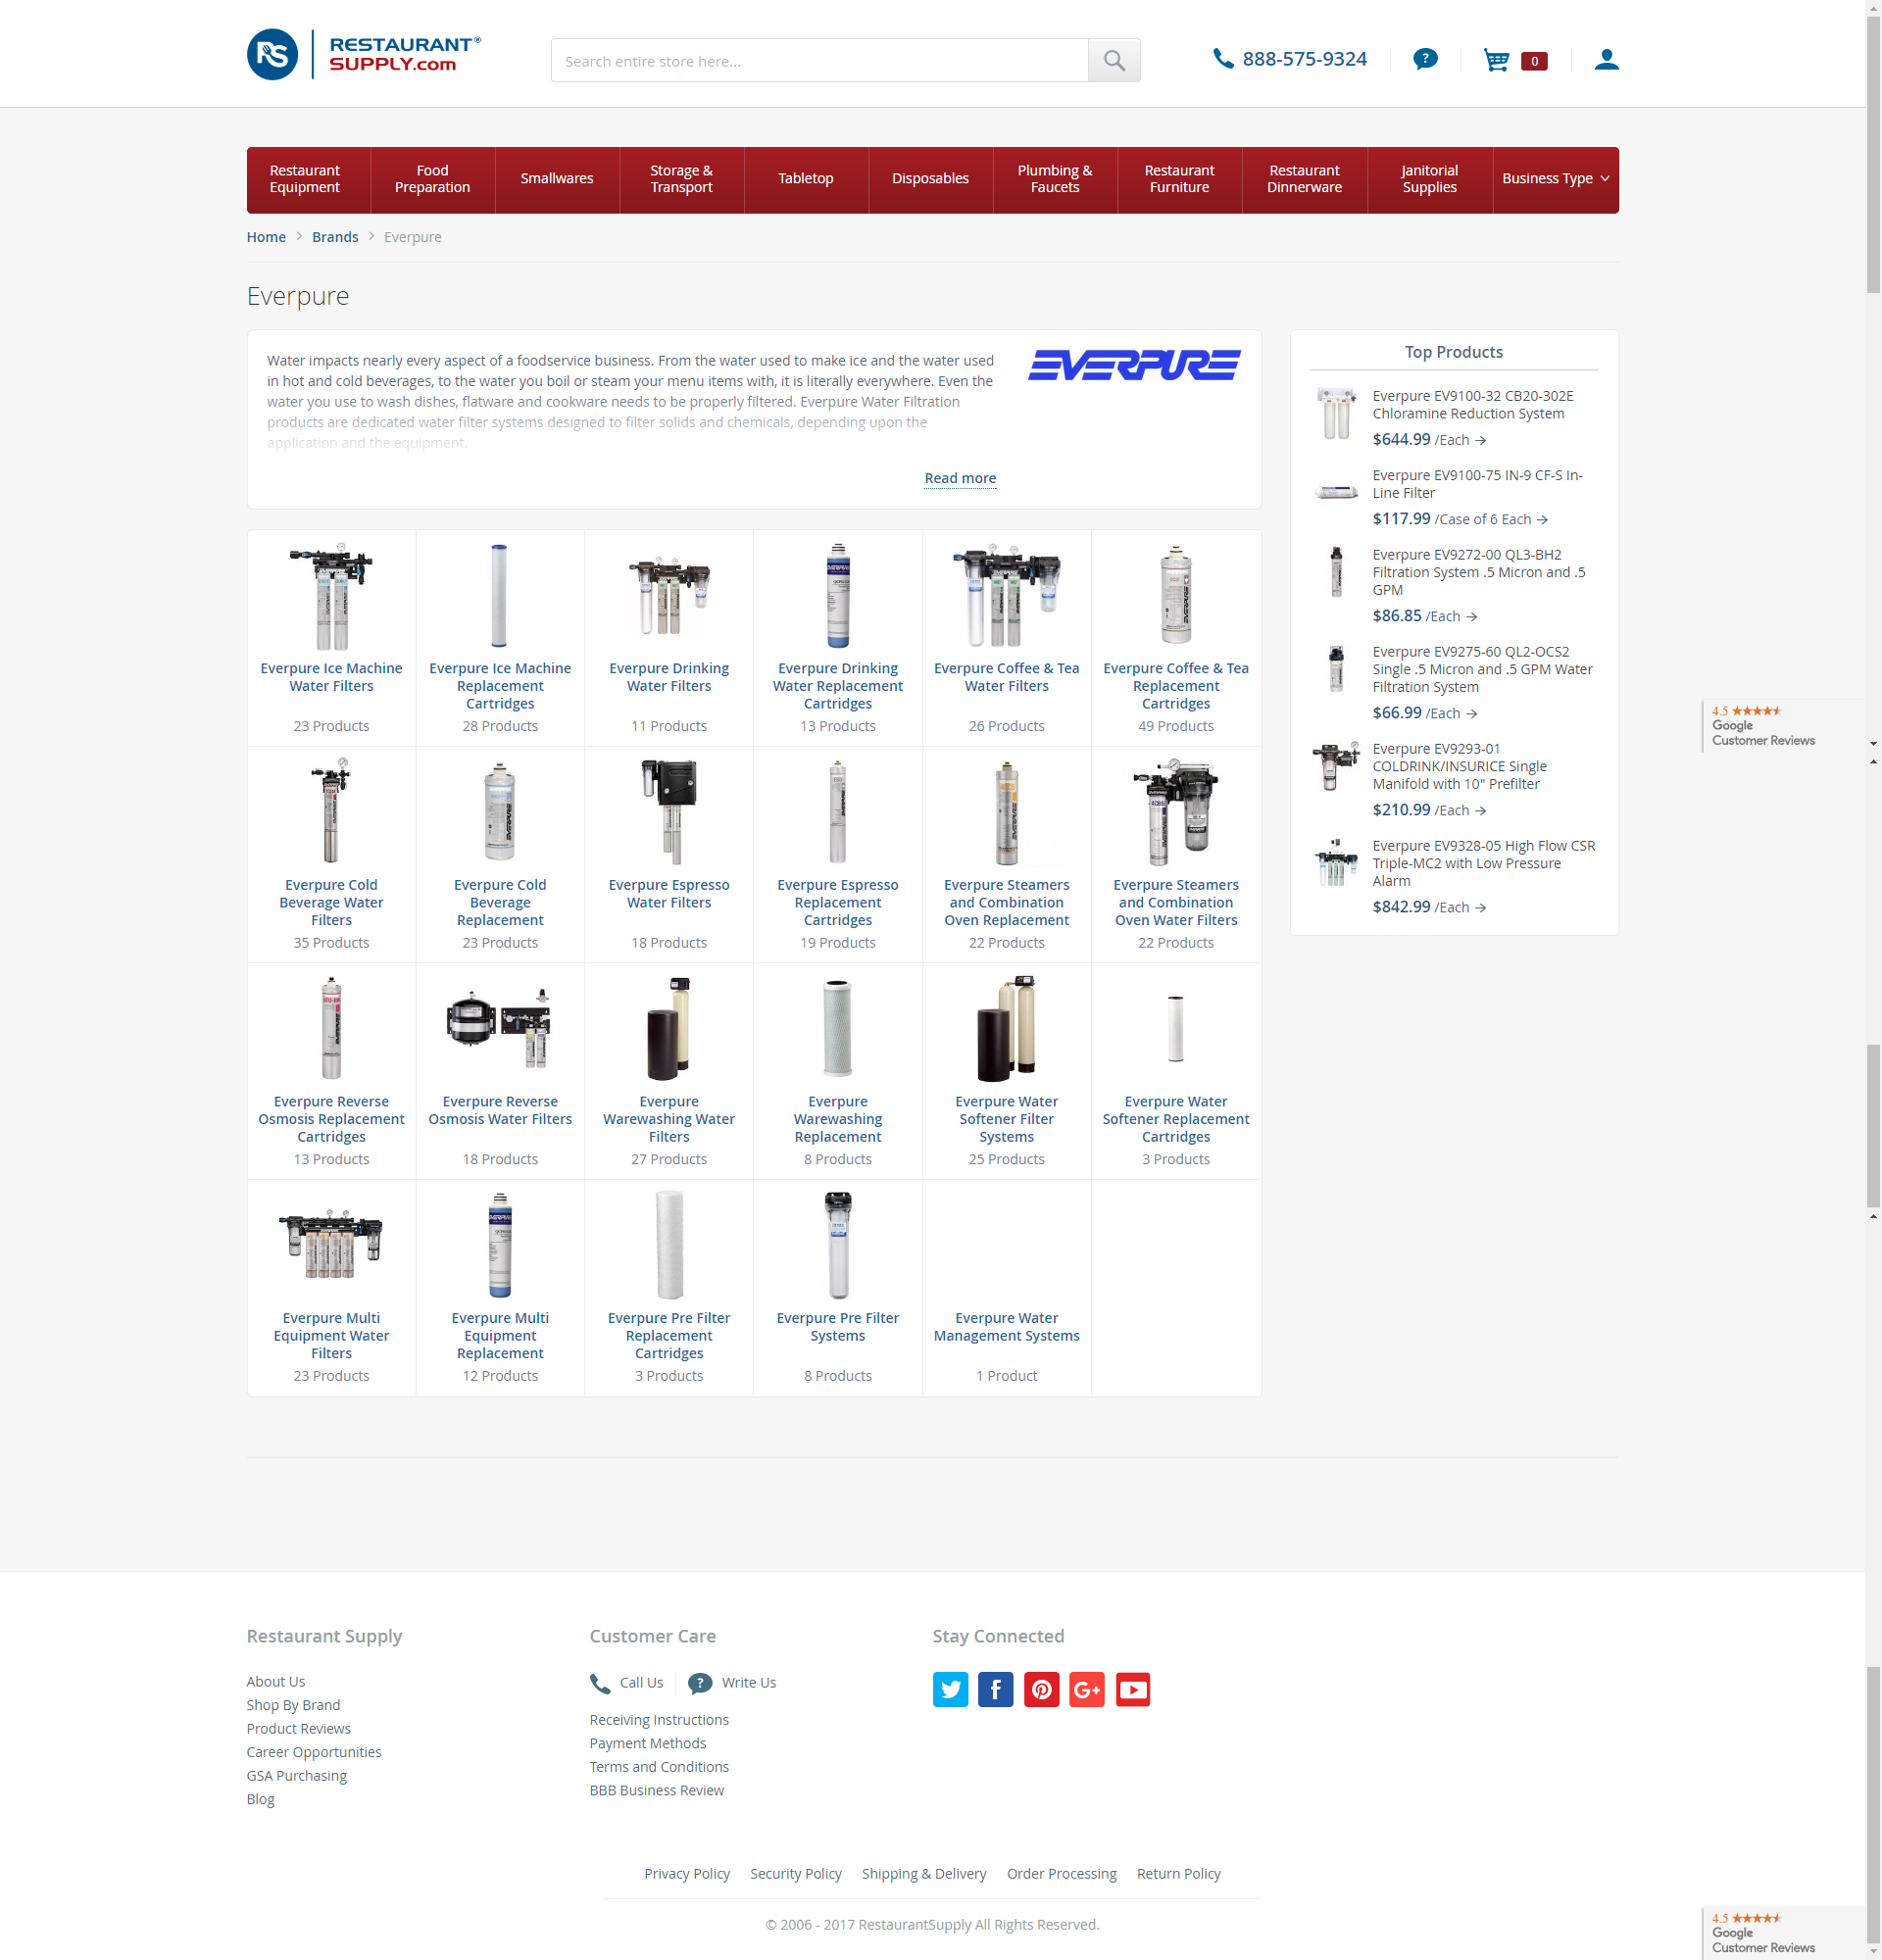 RS
RESTAURANT®
SUPPLY.com
Search entire store here...
888-575-9324
?
0
Restaurant
Equipment
Food
Preparation
Smallwares
Storage &
Transport
Tabletop
Disposables
Plumbing &
Faucets
Restaurant
Furniture
Restaurant
Dinnerware
Janitorial
Supplies
Business Type
Home
Brands
Everpure
Everpure
Water impacts nearly every aspect of a foodservice business. From the water used to make ice and the water used
in hot and cold beverages, to the water you boil or steam your menu items with, it is literally everywhere. Even the
water you use to wash dishes, flatware and cookware needs to be properly filtered. Everpure Water Filtration
products are dedicated water filter systems designed to filter solids and chemicals, depending upon the
application and the equipment.
Read more
EVERPURE
Everpure Ice Machine
Water Filters
23 Products
Everpure Ice Machine
Replacement
Cartridges
28 Products
Everpure Drinking
Water Filters
11 Products
Everpure Drinking
Water Replacement
Cartridges
13 Products
Everpure Coffee & Tea
Water Filters
26 Products
Everpure Coffee & Tea
Replacement
Cartridges
49 Products
Everpure Cold
Beverage Water
Filters
35 Products
Everpure Cold
Beverage
Replacement
23 Products
Everpure Espresso
Water Filters
18 Products
Everpure Espresso
Replacement
Cartridges
19 Products
Everpure Steamers
and Combination
Oven Replacement
22 Products
Everpure Steamers
and Combination
Oven Water Filters
22 Products
Everpure Reverse
Osmosis Replacement
Cartridges
13 Products
Everpure Reverse
Osmosis Water Filters
18 Products
Everpure
Warewashing Water
Filters
27 Products
Everpure
Warewashing
Replacement
8 Products
Everpure Water
Softener Filter
Systems
25 Products
Everpure Water
Softener Replacement
Cartridges
3 Products
Everpure Multi
Equipment Water
Filters
23 Products
Everpure Multi
Equipment
Replacement
12 Products
Everpure Pre Filter
Replacement
Cartridges
3 Products
Everpure Pre Filter
Systems
8 Products
Everpure Water
Management Systems
1 Product
Top Products
Everpure EV9100-32 CB20-302E
Chloramine Reduction System
$644.99 /Each
Everpure EV9100-75 IN-9 CF-S In-
Line Filter
$117.99 /Case of 6 Each
Everpure EV9272-00 QL3-BH2
Filtration System .5 Micron and .5
GPM
$86.85 /Each
Everpure EV9275-60 QL2-OCS2
Single .5 Micron and .5 GPM Water
Filtration System
$66.99 /Each
Everpure EV9293-01
COLDRINK/INSURICE Single
Manifold with 10" Prefilter
$210.99 /Each
Everpure EV9328-05 High Flow CSR
Triple-MC2 with Low Pressure
Alarm
$842.99 /Each
4.5
Google
Customer Reviews
Restaurant Supply
About Us
Shop By Brand
Product Reviews
Career Opportunities
GSA Purchasing
Blog
Customer Care
Call Us
? Write Us
Receiving Instructions
Payment Methods
Terms and Conditions
BBB Business Review
Stay Connected
f
G+
Privacy Policy
Security Policy
Shipping & Delivery
Order Processing
Return Policy
© 2006 - 2017 RestaurantSupply All Rights Reserved.
4.5
Google
Customer Reviews